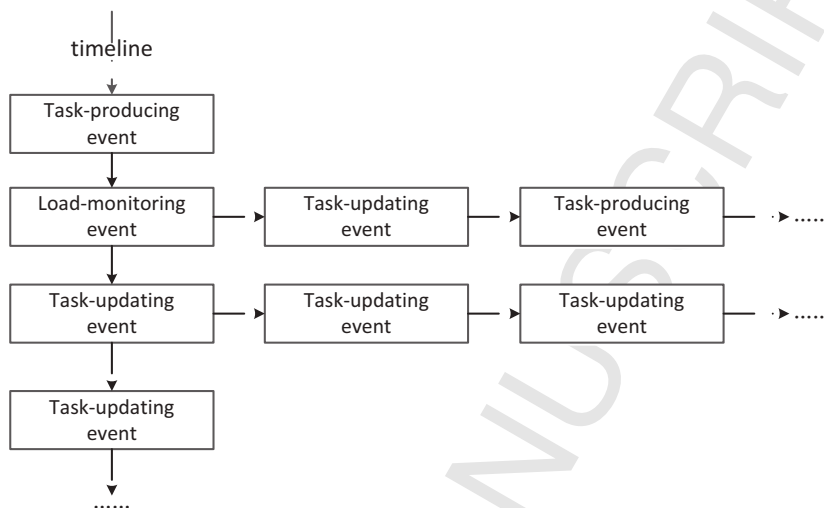 timeline
Task-producing
event
Load-monitoring
event
Task-updating
event
Task-producing
event
......
Task-updating
event
Task-updating
event
Task-updating
event
......
Task-updating
event
......
NUSCRIP